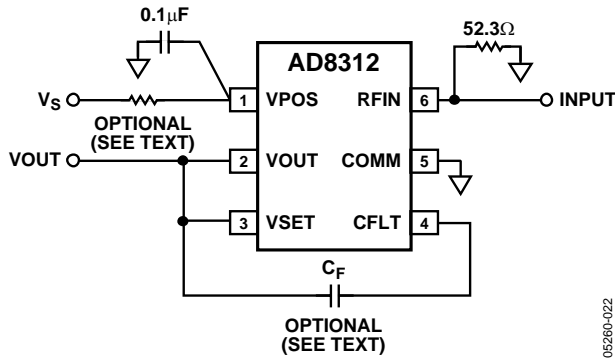 0.1µF
52.3Ω
AD8312
VS
1 VPOS RFIN 6
INPUT
OPTIONAL
(SEE TEXT)
VOUT
2 VOUT COMM 5
3 VSET CFLT 4
CF
OPTIONAL
(SEE TEXT)
05260-022